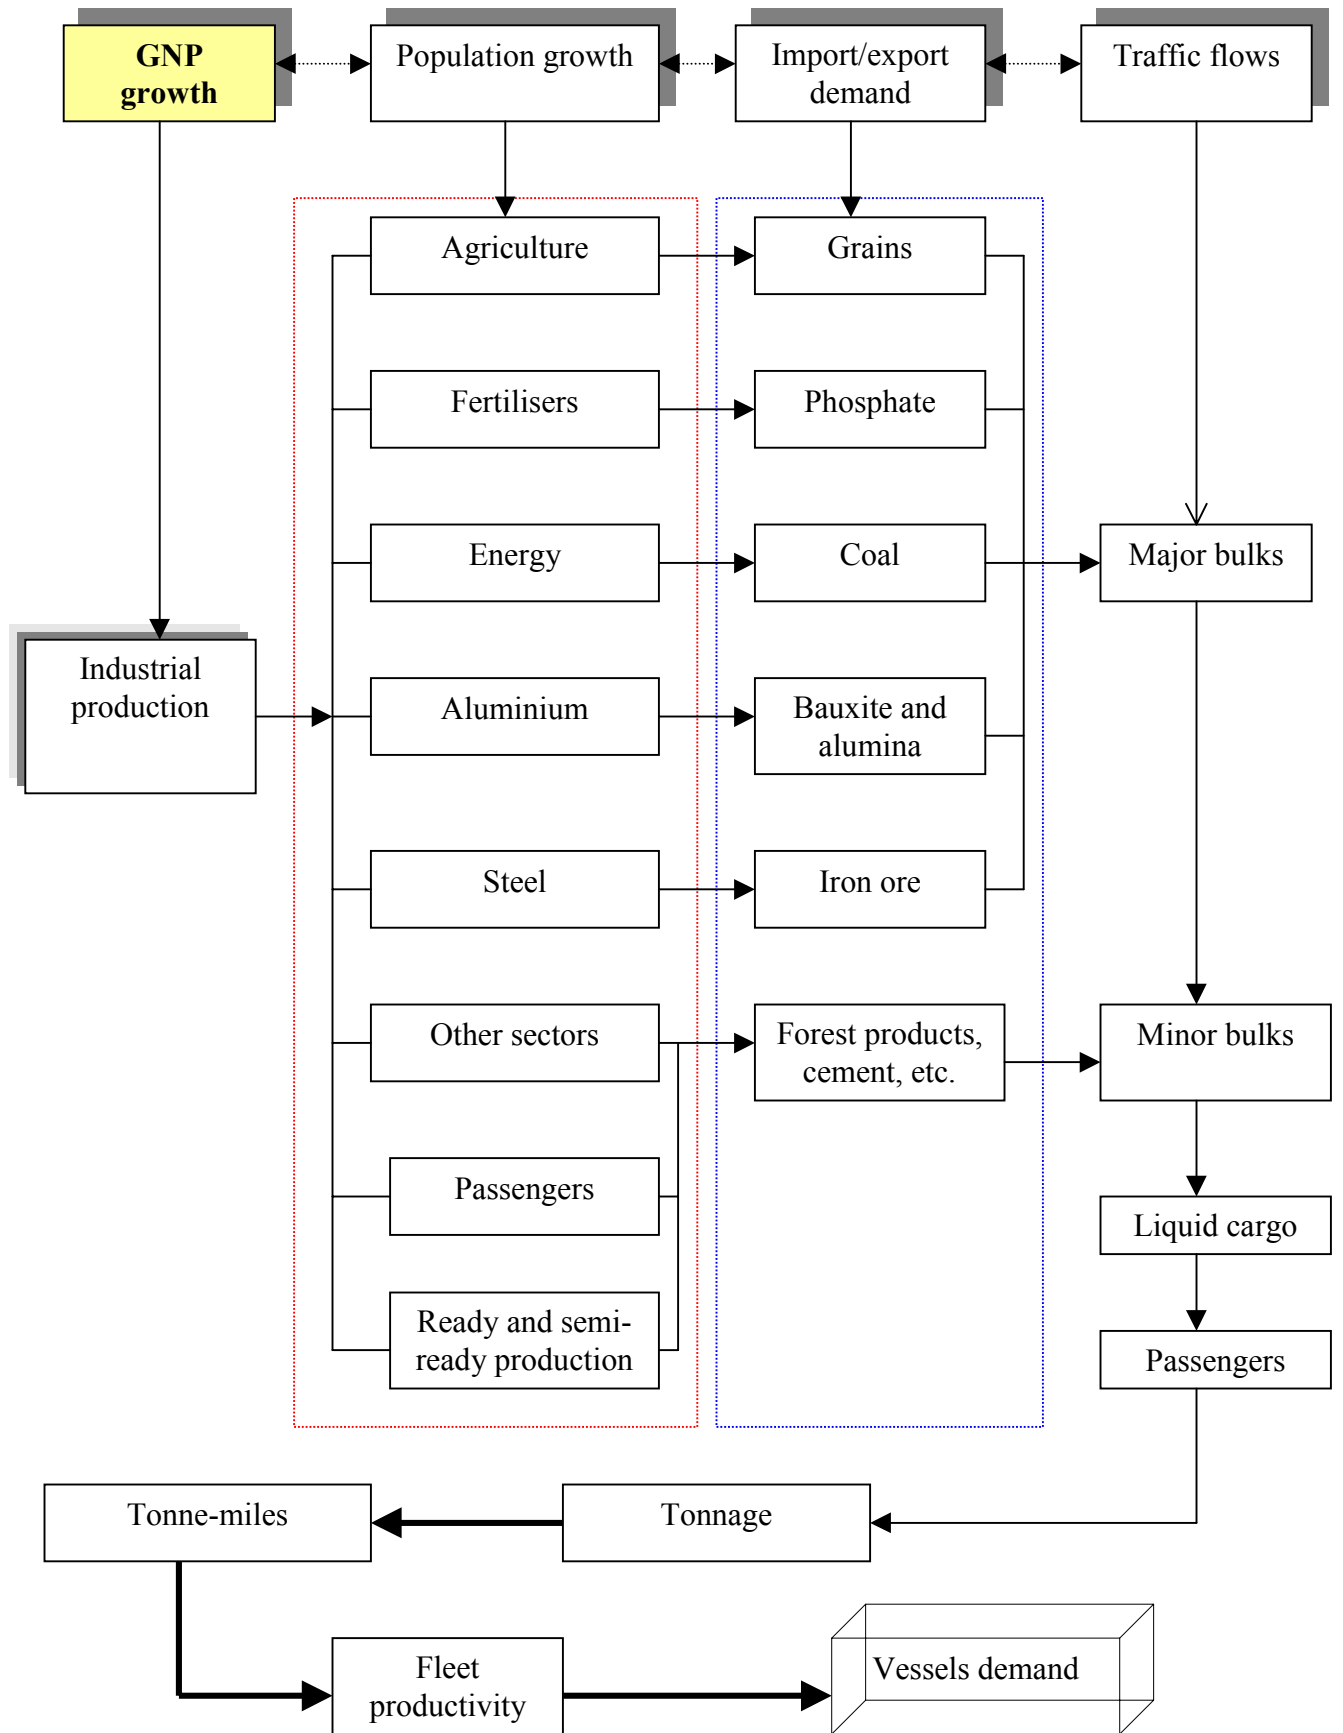 GNP
growth
Population growth
Import/export
demand
Traffic flows
Agriculture
Grains
Fertilisers
Phosphate
Energy
Coal
Major bulks
Industrial
production
Aluminium
Bauxite and
alumina
Steel
Iron ore
Other sectors
Forest products,
cement, etc.
Minor bulks
Passengers
Liquid cargo
Ready and semi-
ready production
Passengers
Tonne-miles
Tonnage
Fleet
productivity
Vessels demand